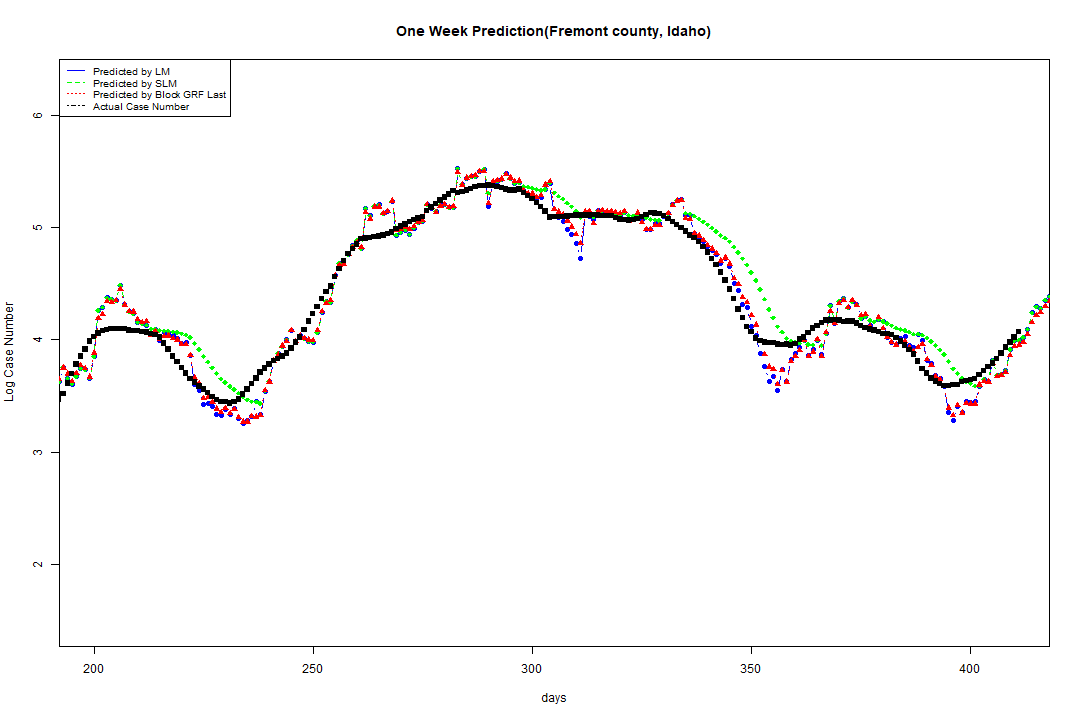 One Week Prediction(Fremont county, Idaho)
Predicted by LM
Predicted by SLM
Predicted by Block GRF Last
Actual Case Number
6
5
4
3
2
Log Case Number
200 250 300 350 400
days